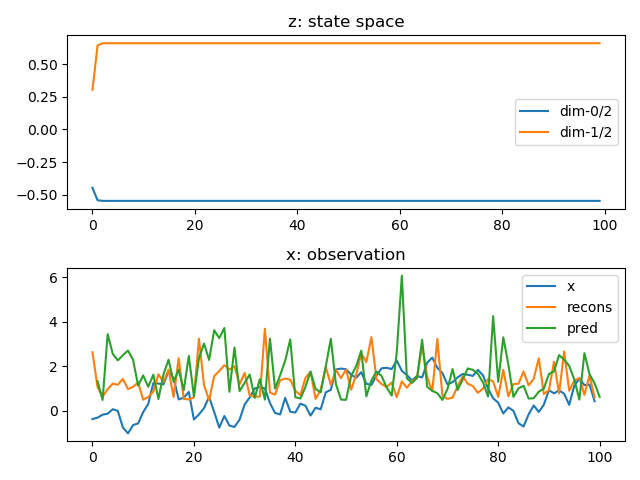 z: state space
0.50
0.25
0.00
−0.25
−0.50
dim-0/2
dim-1/2
0 20 40 60 80 100
x: observation
6
4
2
0
x
recons
pred
0 20 40 60 80 100